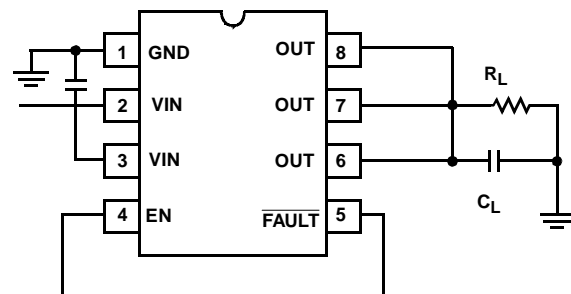 1 GND OUT 8
2 VIN OUT 7
3 VIN OUT 6
4 EN FAULT 5
RL
CL